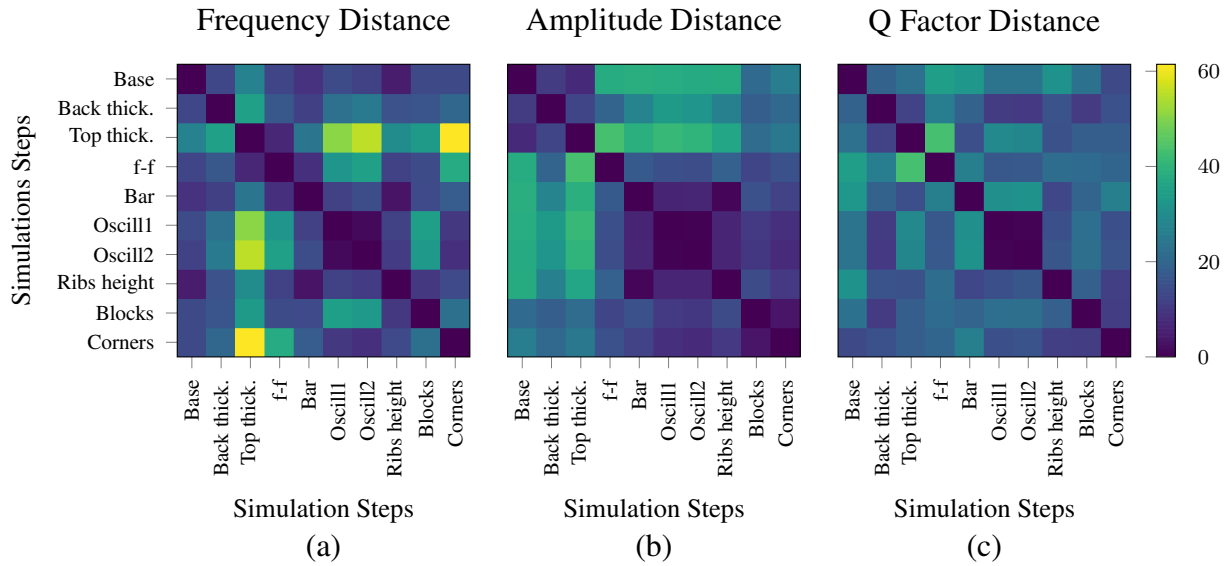 Frequency Distance
Amplitude Distance
Q Factor Distance
Simulations Steps
Base
Back thick.
Top thick.
f-f
Bar
Oscill1
Oscill2
Ribs height
Blocks
Corners
Base
Back thick.
Top thick.
f-f
Bar
Oscill1
Oscill2
Ribs height
Blocks
Corners
Base
Back thick.
Top thick.
f-f
Bar
Oscill1
Oscill2
Ribs height
Blocks
Corners
Base
Back thick.
Top thick.
f-f
Bar
Oscill1
Oscill2
Ribs height
Blocks
Corners
60
40
20
0
Simulation Steps
Simulation Steps
Simulation Steps
(a)
(b)
(c)